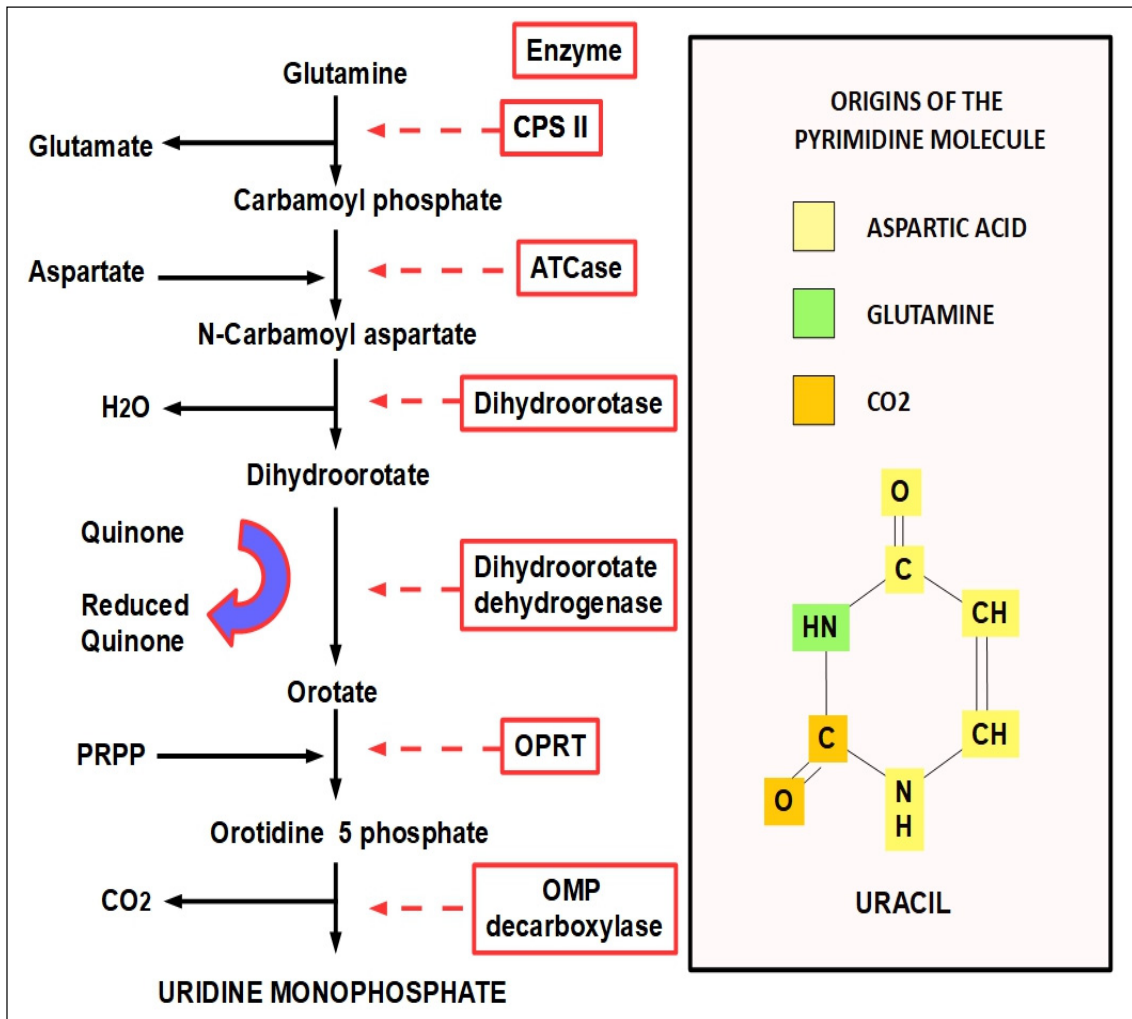 Enzyme
Glutamine
CPS II
Glutamate
Carbamoyl phosphate
Aspartate
ATCase
N-Carbamoyl aspartate
H2O
Dihydroorotase
Dihydroorotate
Quinone
Reduced
Quinone
Dihydroorotate
dehydrogenase
Orotate
PRPP
OPRT
Orotidine 5 phosphate
CO2
OMP
decarboxylase
URIDINE MONOPHOSPHATE
ORIGINS OF THE
PYRIMIDINE MOLECULE
ASPARTIC ACID
GLUTAMINE
CO2
O
C
HN
CH
C
CH
O
N
H
URACIL